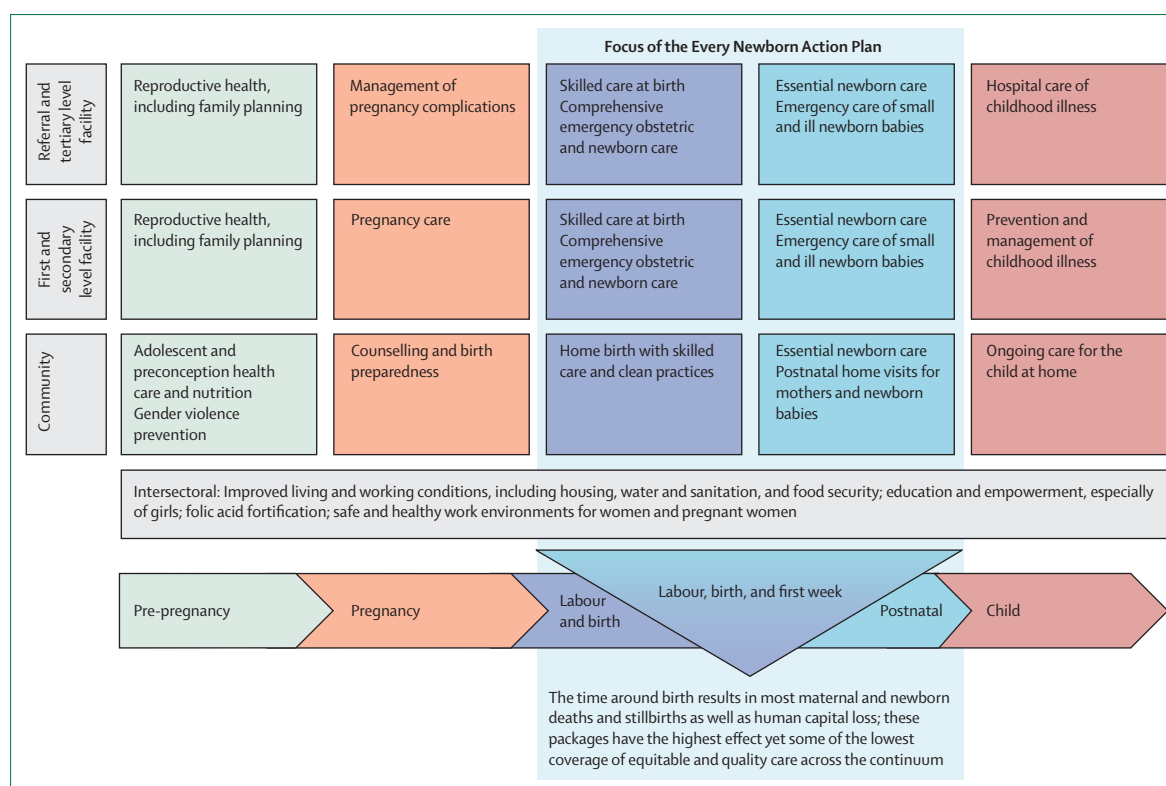 Focus of the Every Newborn Action Plan
Referral and
tertiary level
facility
Reproductive health,
including family planning
Management of
pregnancy complications
Skilled care at birth
Comprehensive
emergency obstetric
and newborn care
Essential newborn care
Emergency care of small
and ill newborn babies
Hospital care of
childhood illness
First and
secondary
level facility
Reproductive health,
including family planning
Pregnancy care
Skilled care at birth
Comprehensive
emergency obstetric
and newborn care
Essential newborn care
Emergency care of small
and ill newborn babies
Prevention and
management of
childhood illness
Community
Adolescent and
preconception health
care and nutrition
Gender violence
prevention
Counselling and birth
preparedness
Home birth with skilled
care and clean practices
Essential newborn care
Postnatal home visits for
mothers and newborn
babies
Ongoing care for the
child at home
Intersectoral: Improved living and working conditions, including housing, water and sanitation, and food security; education and empowerment, especially
of girls; folic acid fortification; safe and healthy work environments for women and pregnant women
Pre-pregnancy
Pregnancy
Labour
and birth
Labour, birth, and first week
Postnatal
Child
The time around birth results in most maternal and newborn
deaths and stillbirths as well as human capital loss; these
packages have the highest effect yet some of the lowest
coverage of equitable and quality care across the continuum